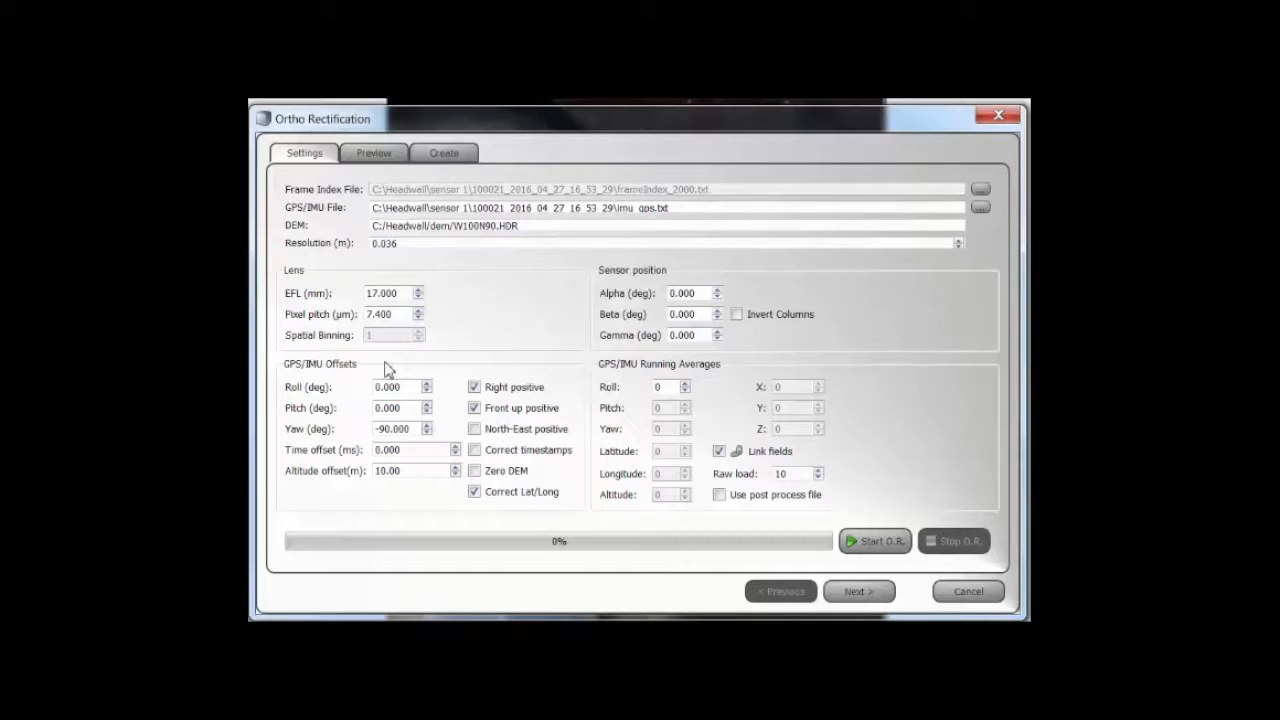 Ortho Rectification
Settings Preview Create
Frame Index File: C:\Headwall\sensor 1\100021_2016_04_27_16_53_29\frameIndex_2000.txt ...
GPS/IMU File: C:\Headwall\sensor 1\100021_2016_04_27_16_53_29\imu_gps.txt ...
DEM: C:/Headwall/dem/W100N90.HDR
Resolution (m): 0.036
Lens
EFL (mm): 17.000
Pixel pitch (µm): 7.400
Spatial Binning: 1
Sensor position
Alpha (deg): 0.000
Beta (deg) 0.000 Invert Columns
Gamma (deg) 0.000
GPS/IMU Offsets
Roll (deg): 0.000 Right positive
Pitch (deg): 0.000 Front up positive
Yaw (deg): -90.000 North-East positive
Time offset (ms): 0.000 Correct timestamps
Altitude offset(m): 10.00 Zero DEM
Correct Lat/Long
GPS/IMU Running Averages
Roll: 0 X: 0
Pitch: 0 Y: 0
Yaw: 0 Z: 0
Latitude: 0 Link fields
Longitude: 0 Raw load: 10
Altitude: 0 Use post process file
0% Start O.R. Stop O.R.
< Previous Next > Cancel